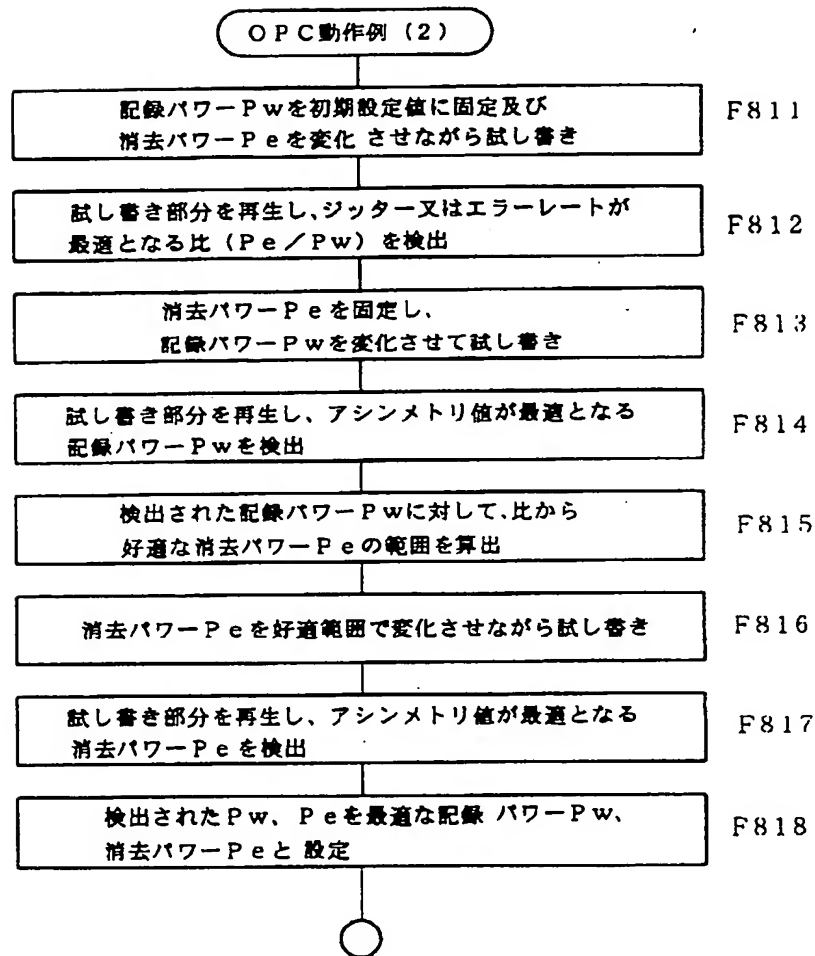 OPC動作例(2)
記録パワーPwを初期設定値に固定及び
消去パワーPeを変化 させながら試し書き
F811
試し書き部分を再生し、ジッター又はエラーレートが
最適となる比(Pe/Pw)を検出
F812
消去パワーPeを固定し、
記録パワーPwを変化させて試し書き
F813
試し書き部分を再生し、アシンメトリ値が最適となる
記録パワーPwを検出
F814
検出された記録パワーPwに対して、比から
好適な消去パワーPeの範囲を算出
F815
消去パワーPeを好適範囲で変化させながら試し書き
F816
試し書き部分を再生し、アシンメトリ値が最適となる
消去パワーPeを検出
F817
検出されたPw、Peを最適な記録 パワーPw、
消去パワーPeと 設定
F818